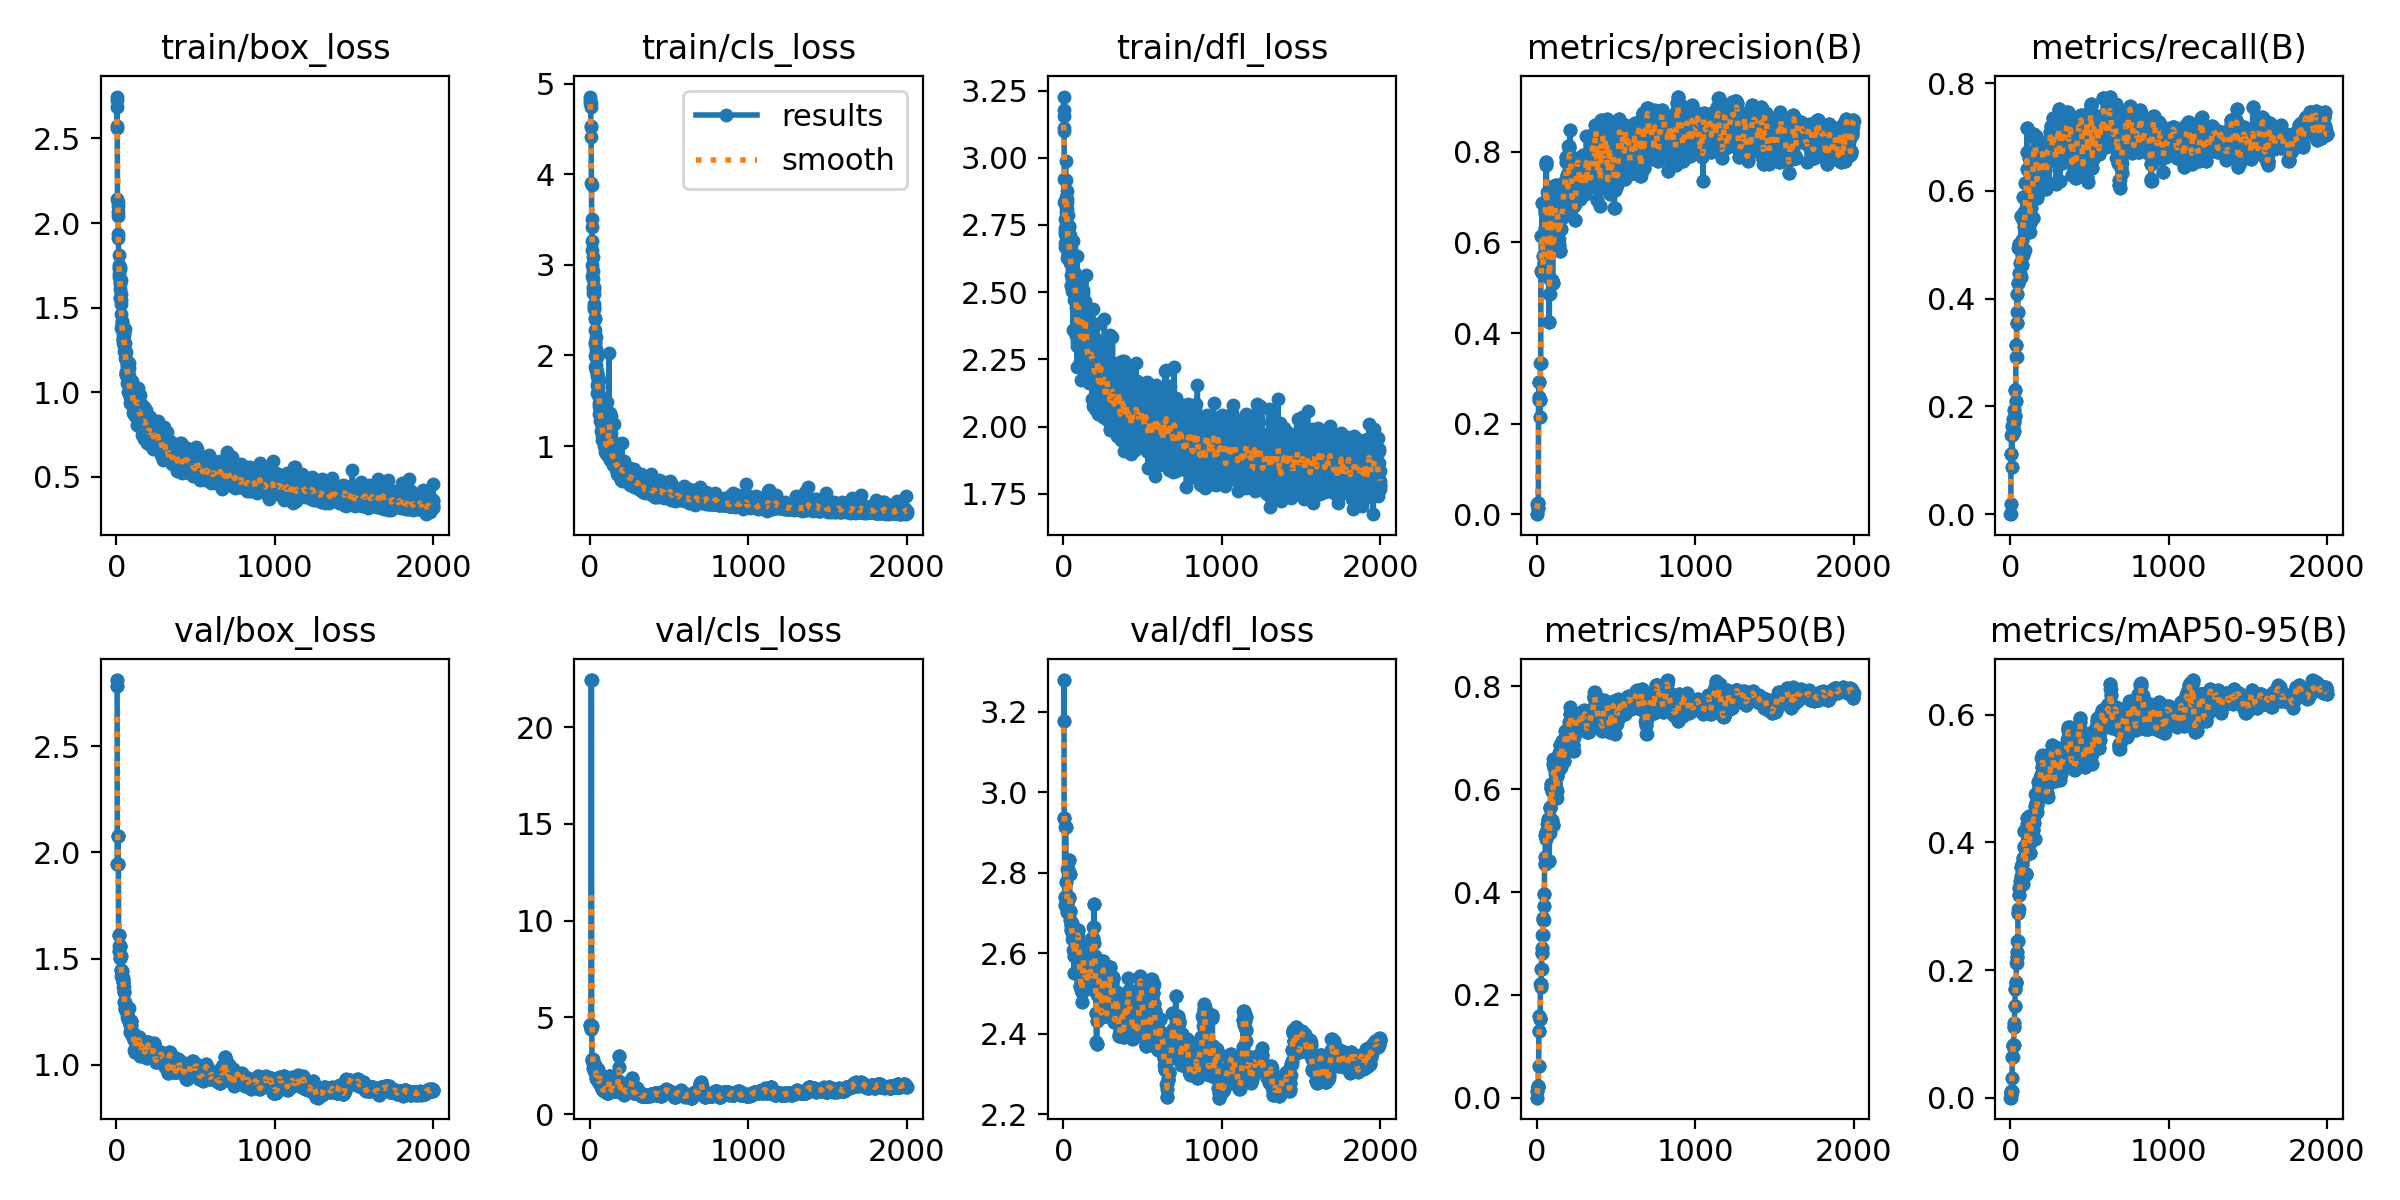 train/box_loss
2.5
2.0
1.5
1.0
0.5
0 1000 2000
train/cls_loss
results
smooth
5
4
3
2
1
0 1000 2000
train/dfl_loss
3.25
3.00
2.75
2.50
2.25
2.00
1.75
0 1000 2000
metrics/precision(B)
0.8
0.6
0.4
0.2
0.0
0 1000 2000
metrics/recall(B)
0.8
0.6
0.4
0.2
0.0
0 1000 2000
val/box_loss
2.5
2.0
1.5
1.0
0 1000 2000
val/cls_loss
20
15
10
5
0
0 1000 2000
val/dfl_loss
3.2
3.0
2.8
2.6
2.4
2.2
0 1000 2000
metrics/mAP50(B)
0.8
0.6
0.4
0.2
0.0
0 1000 2000
metrics/mAP50-95(B)
0.6
0.4
0.2
0.0
0 1000 2000